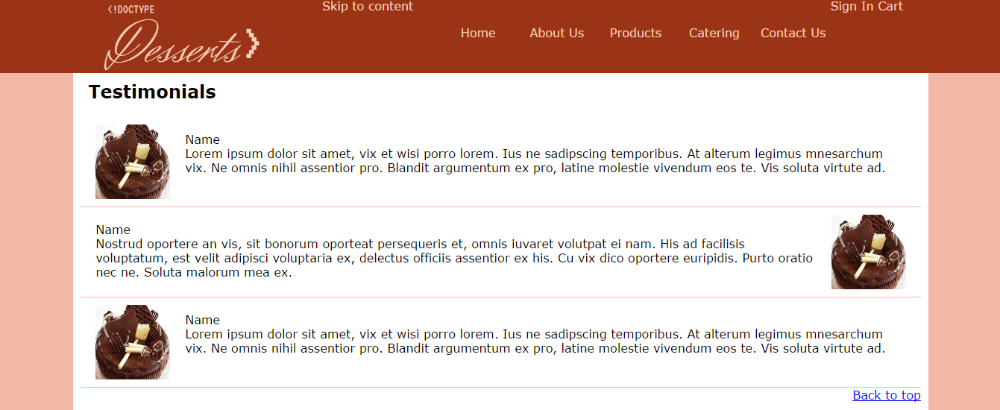 <!DOCTYPE
Desserts>
Skip to content
Sign In Cart
Home About Us Products Catering Contact Us
Testimonials
Name
Lorem ipsum dolor sit amet, vix et wisi porro lorem. Ius ne sadipscing temporibus. At alterum legimus mnesarchum
vix. Ne omnis nihil assentior pro. Blandit argumentum ex pro, latine molestie vivendum eos te. Vis soluta virtute ad.
Name
Nostrud oportere an vis, sit bonorum oporteat persequeris et, omnis iuvaret volutpat ei nam. His ad facilisis
voluptatum, est velit adipisci voluptaria ex, delectus officiis assentior ex his. Cu vix dico oportere euripidis. Purto oratio
nec ne. Soluta malorum mea ex.
Name
Lorem ipsum dolor sit amet, vix et wisi porro lorem. Ius ne sadipscing temporibus. At alterum legimus mnesarchum
vix. Ne omnis nihil assentior pro. Blandit argumentum ex pro, latine molestie vivendum eos te. Vis soluta virtute ad.
Back to top